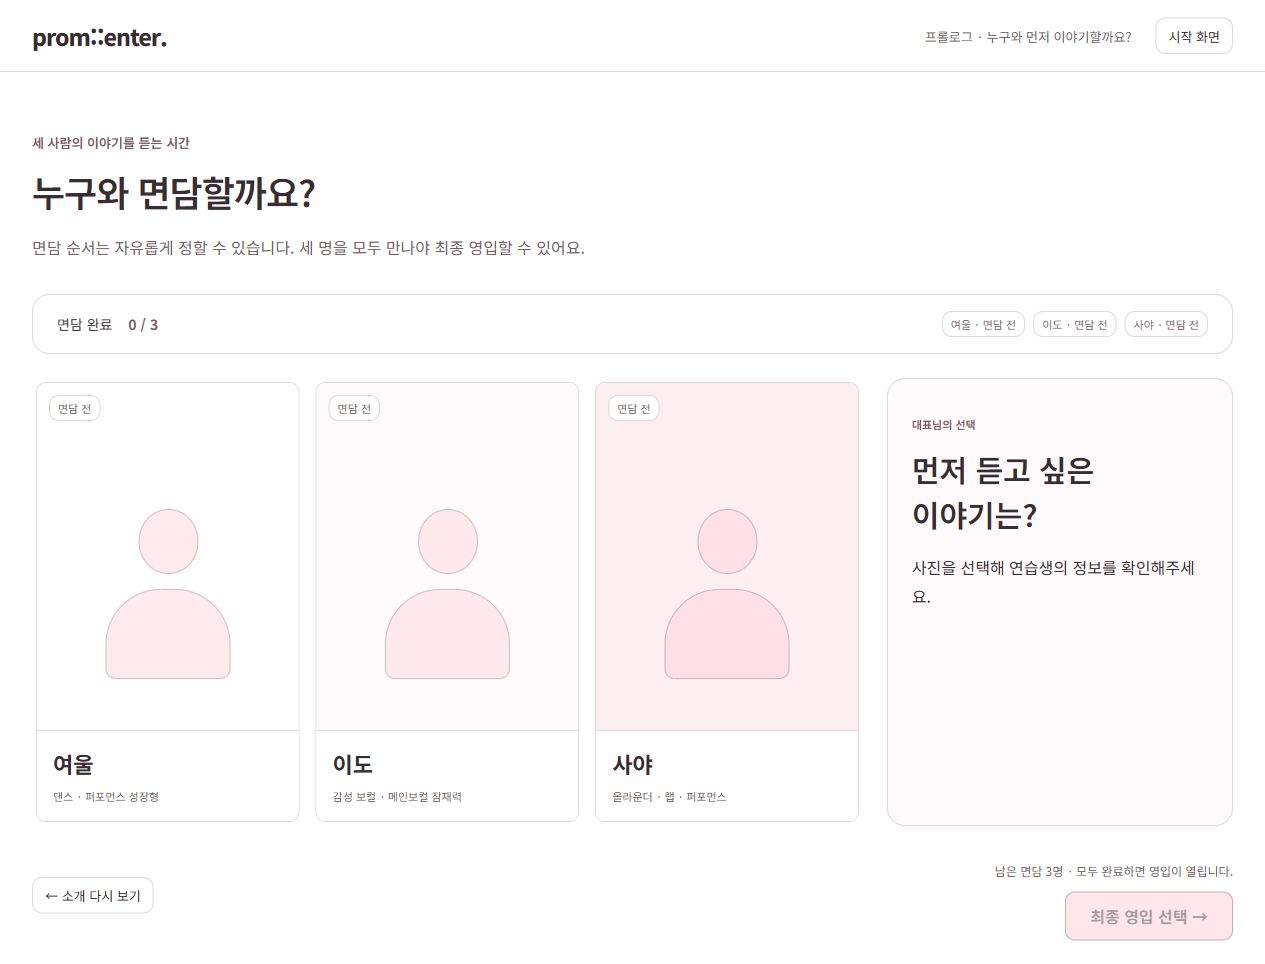 prom::enter.
프롤로그 · 누구와 먼저 이야기할까요?
시작 화면
세 사람의 이야기를 듣는 시간
누구와 면담할까요?
면담 순서는 자유롭게 정할 수 있습니다. 세 명을 모두 만나야 최종 영입할 수 있어요.
면담 완료 0 / 3
여울 · 면담 전
이도 · 면담 전
사야 · 면담 전
면담 전
여울
댄스 · 퍼포먼스 성장형
면담 전
이도
감성 보컬 · 메인보컬 잠재력
면담 전
사야
올라운더 · 랩 · 퍼포먼스
대표님의 선택
먼저 듣고 싶은
이야기는?
사진을 선택해 연습생의 정보를 확인해주세
요.
← 소개 다시 보기
남은 면담 3명 · 모두 완료하면 영입이 열립니다.
최종 영입 선택 →